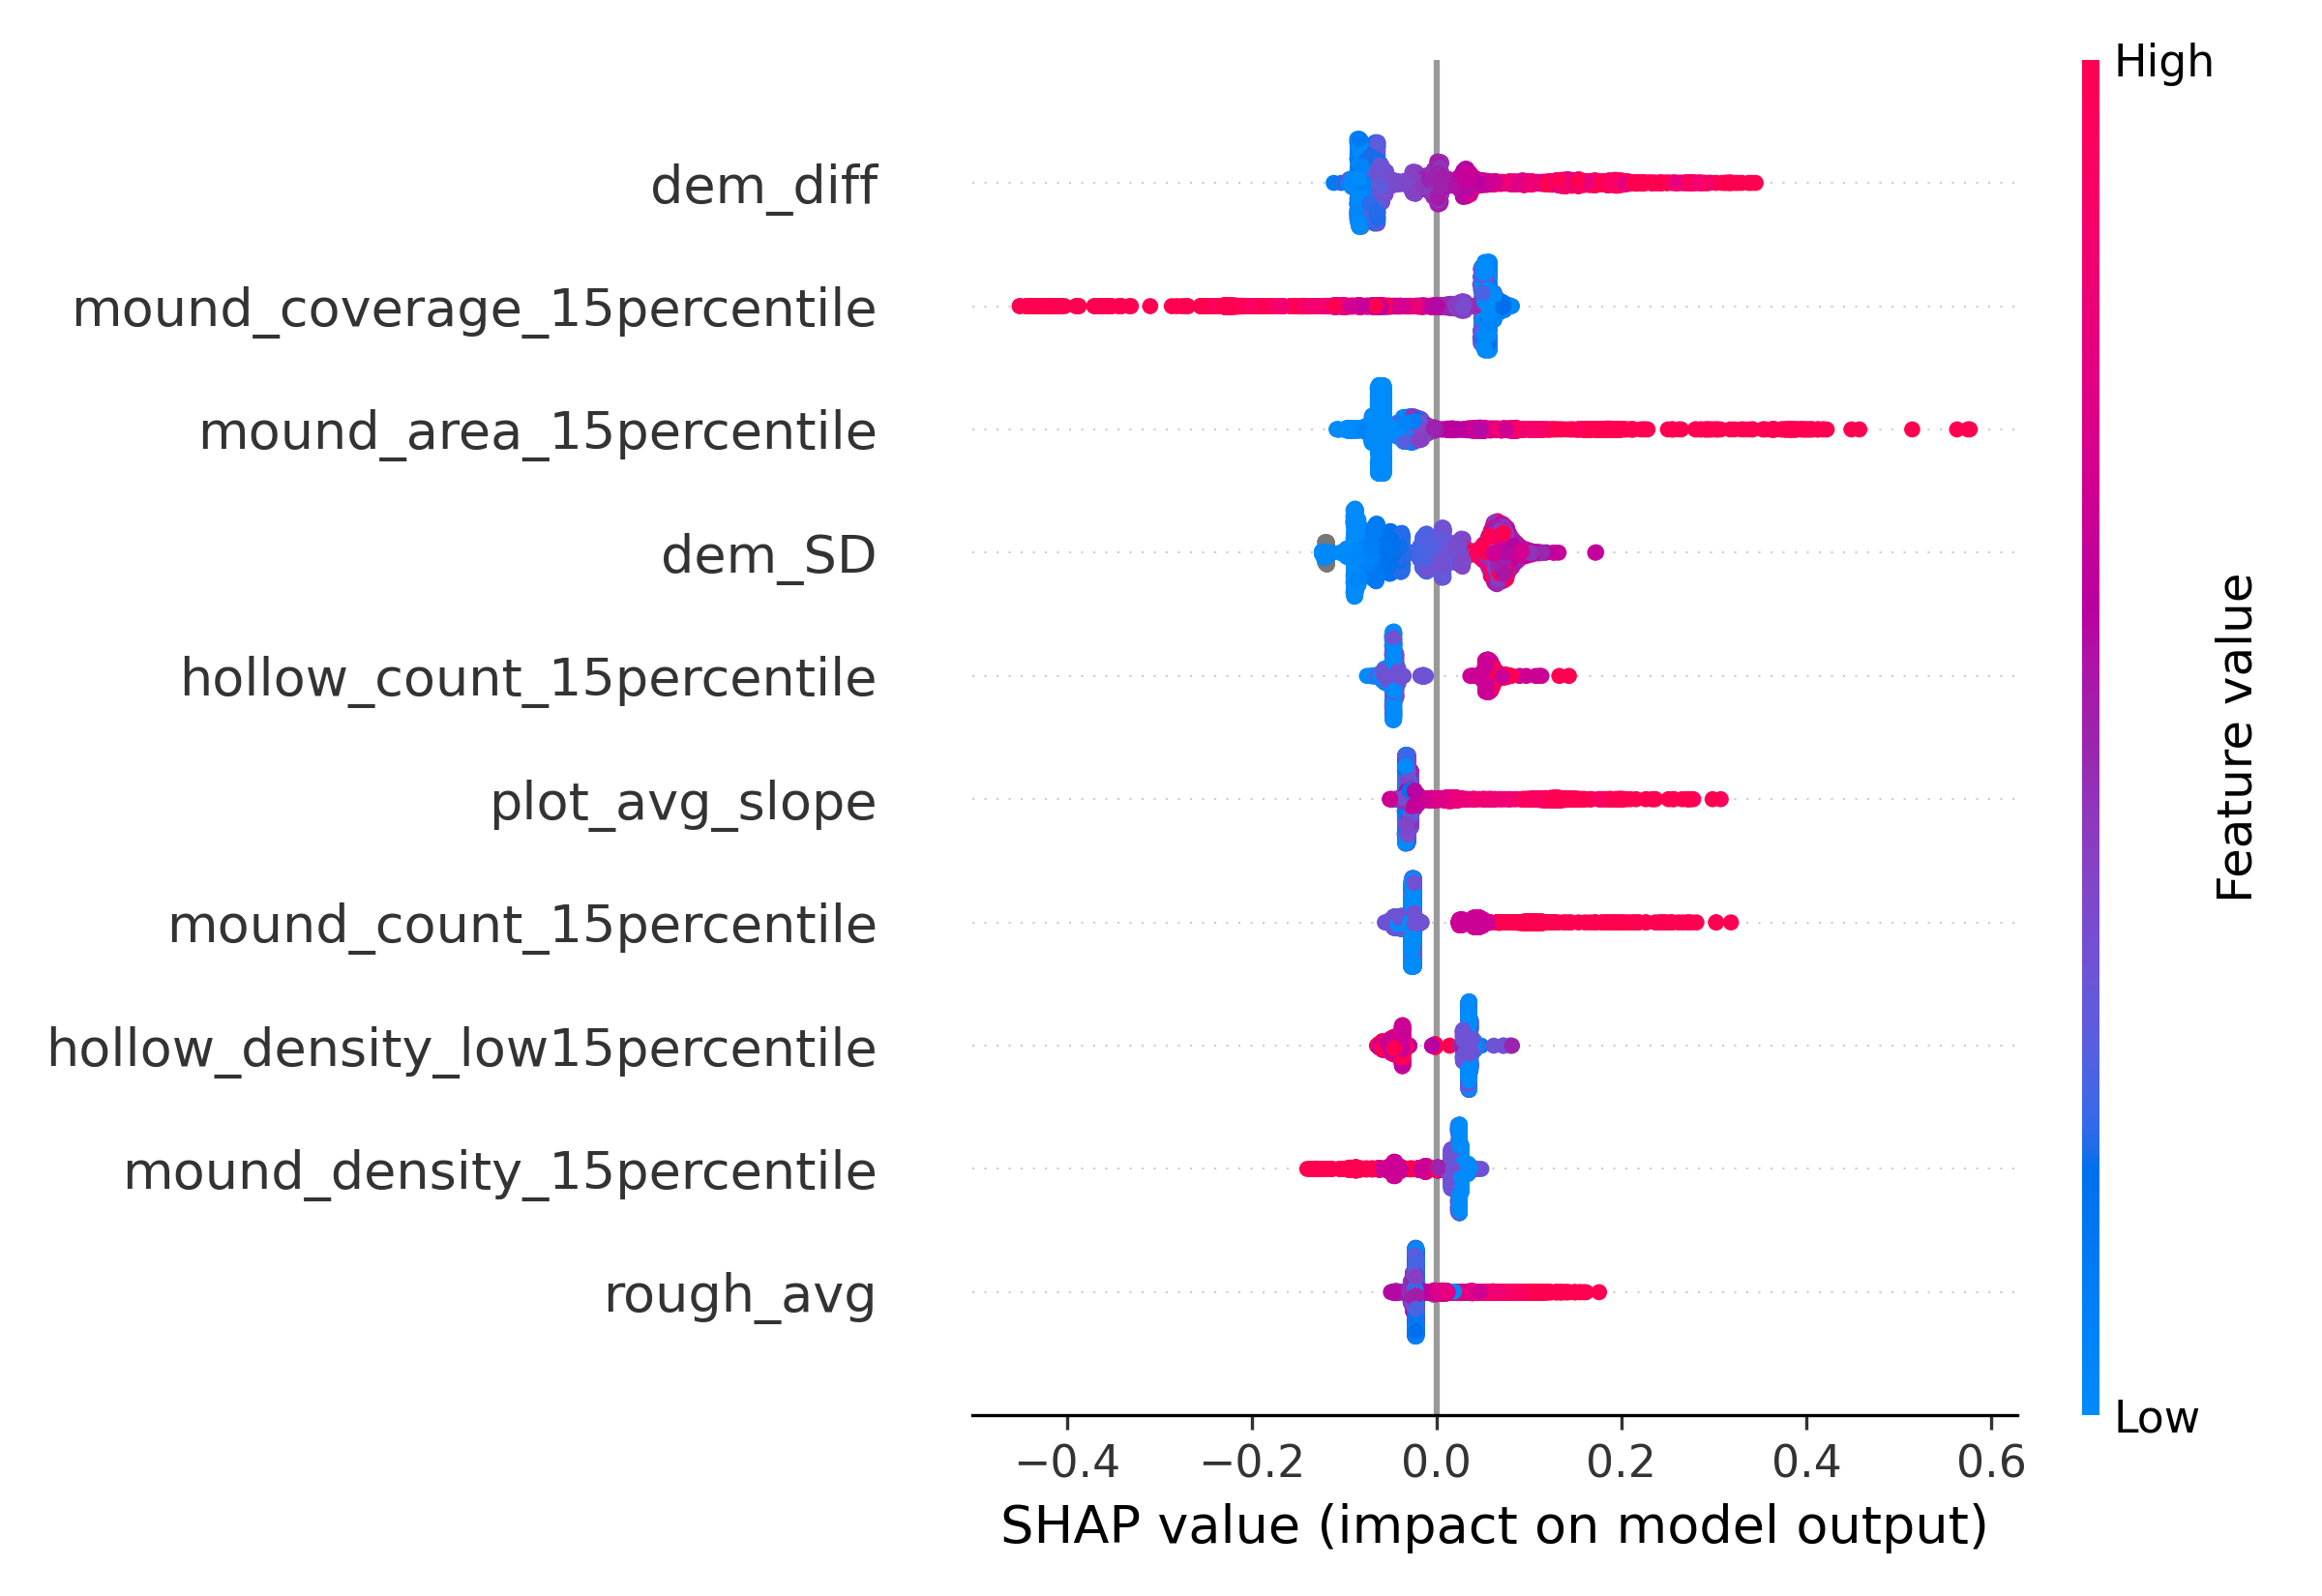 High
dem_diff
mound_coverage_15percentile
mound_area_15percentile
dem_SD
hollow_count_15percentile
plot_avg_slope
mound_count_15percentile
hollow_density_low15percentile
mound_density_15percentile
rough_avg
Feature value
Low
−0.4 −0.2 0.0 0.2 0.4 0.6
SHAP value (impact on model output)